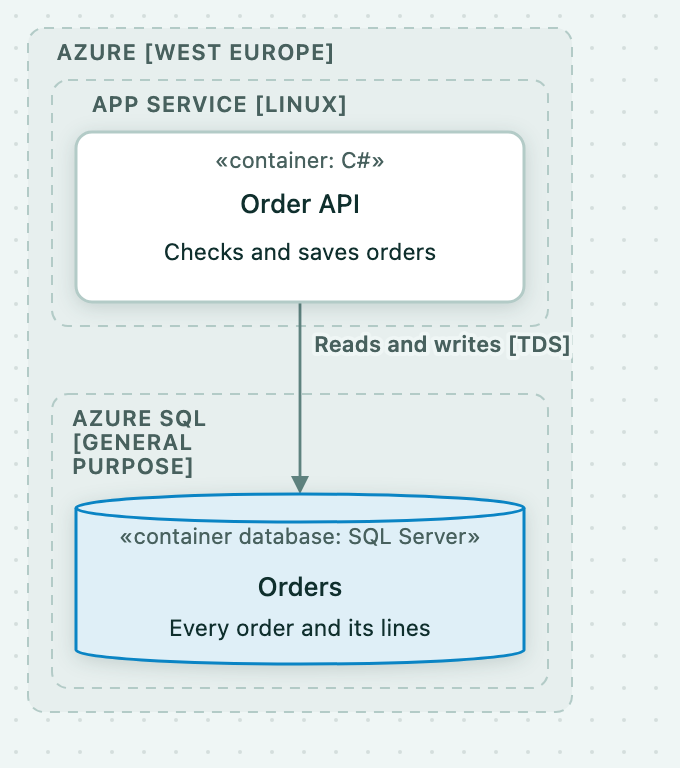 AZURE [WEST EUROPE]
APP SERVICE [LINUX]
«container: C#»
Order API
Checks and saves orders
Reads and writes [TDS]
AZURE SQL
[GENERAL
PURPOSE]
«container database: SQL Server»
Orders
Every order and its lines